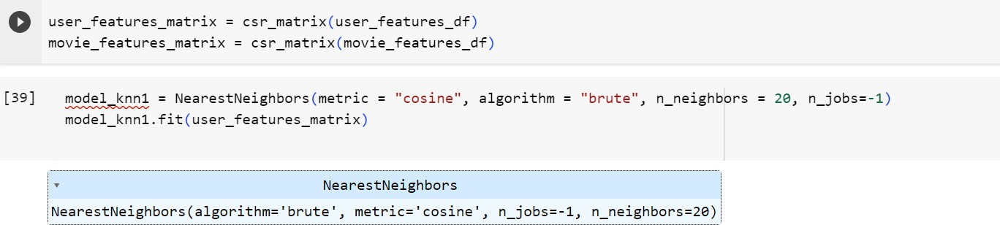 user_features_matrix = csr_matrix(user_features_df)
movie_features_matrix = csr_matrix(movie_features_df)
[39] model_knn1 = NearestNeighbors(metric = "cosine", algorithm = "brute", n_neighbors = 20, n_jobs=-1)
model_knn1.fit(user_features_matrix)
NearestNeighbors
NearestNeighbors(algorithm='brute', metric='cosine', n_jobs=-1, n_neighbors=20)